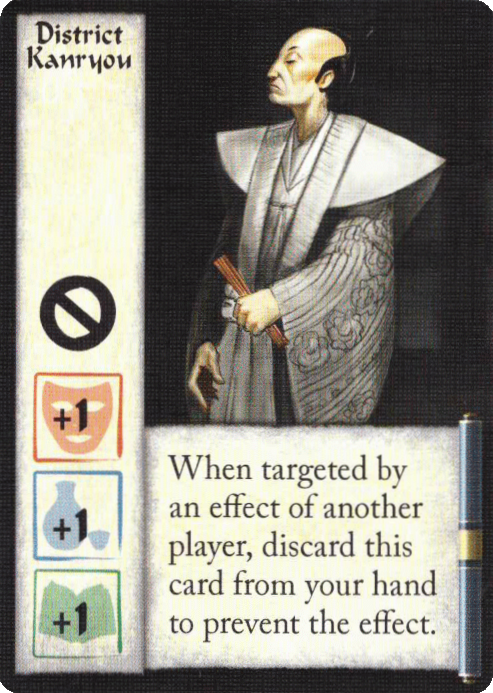 District
Kanryou
+1
+1
+1
When targeted by
an effect of another
player, discard this
card from your hand
to prevent the effect.